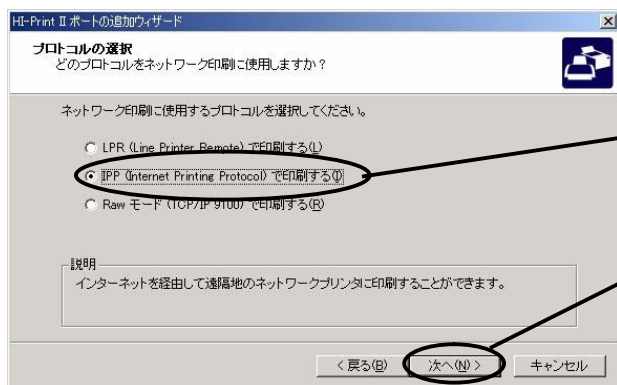 HI-Print II ポートの追加ウィザード
プロトコルの選択
どのプロトコルをネットワーク印刷に使用しますか?
ネットワーク印刷に使用するプロトコルを選択してください。
LPR (Line Printer Remote) で印刷する(L)
IPP (Internet Printing Protocol) で印刷する(I)
Raw モード (TCP/IP 9100) で印刷する(R)
説明
インターネットを経由して遠隔地のネットワークプリンタに印刷することができます。
< 戻る(B) 次へ(N) > キャンセル